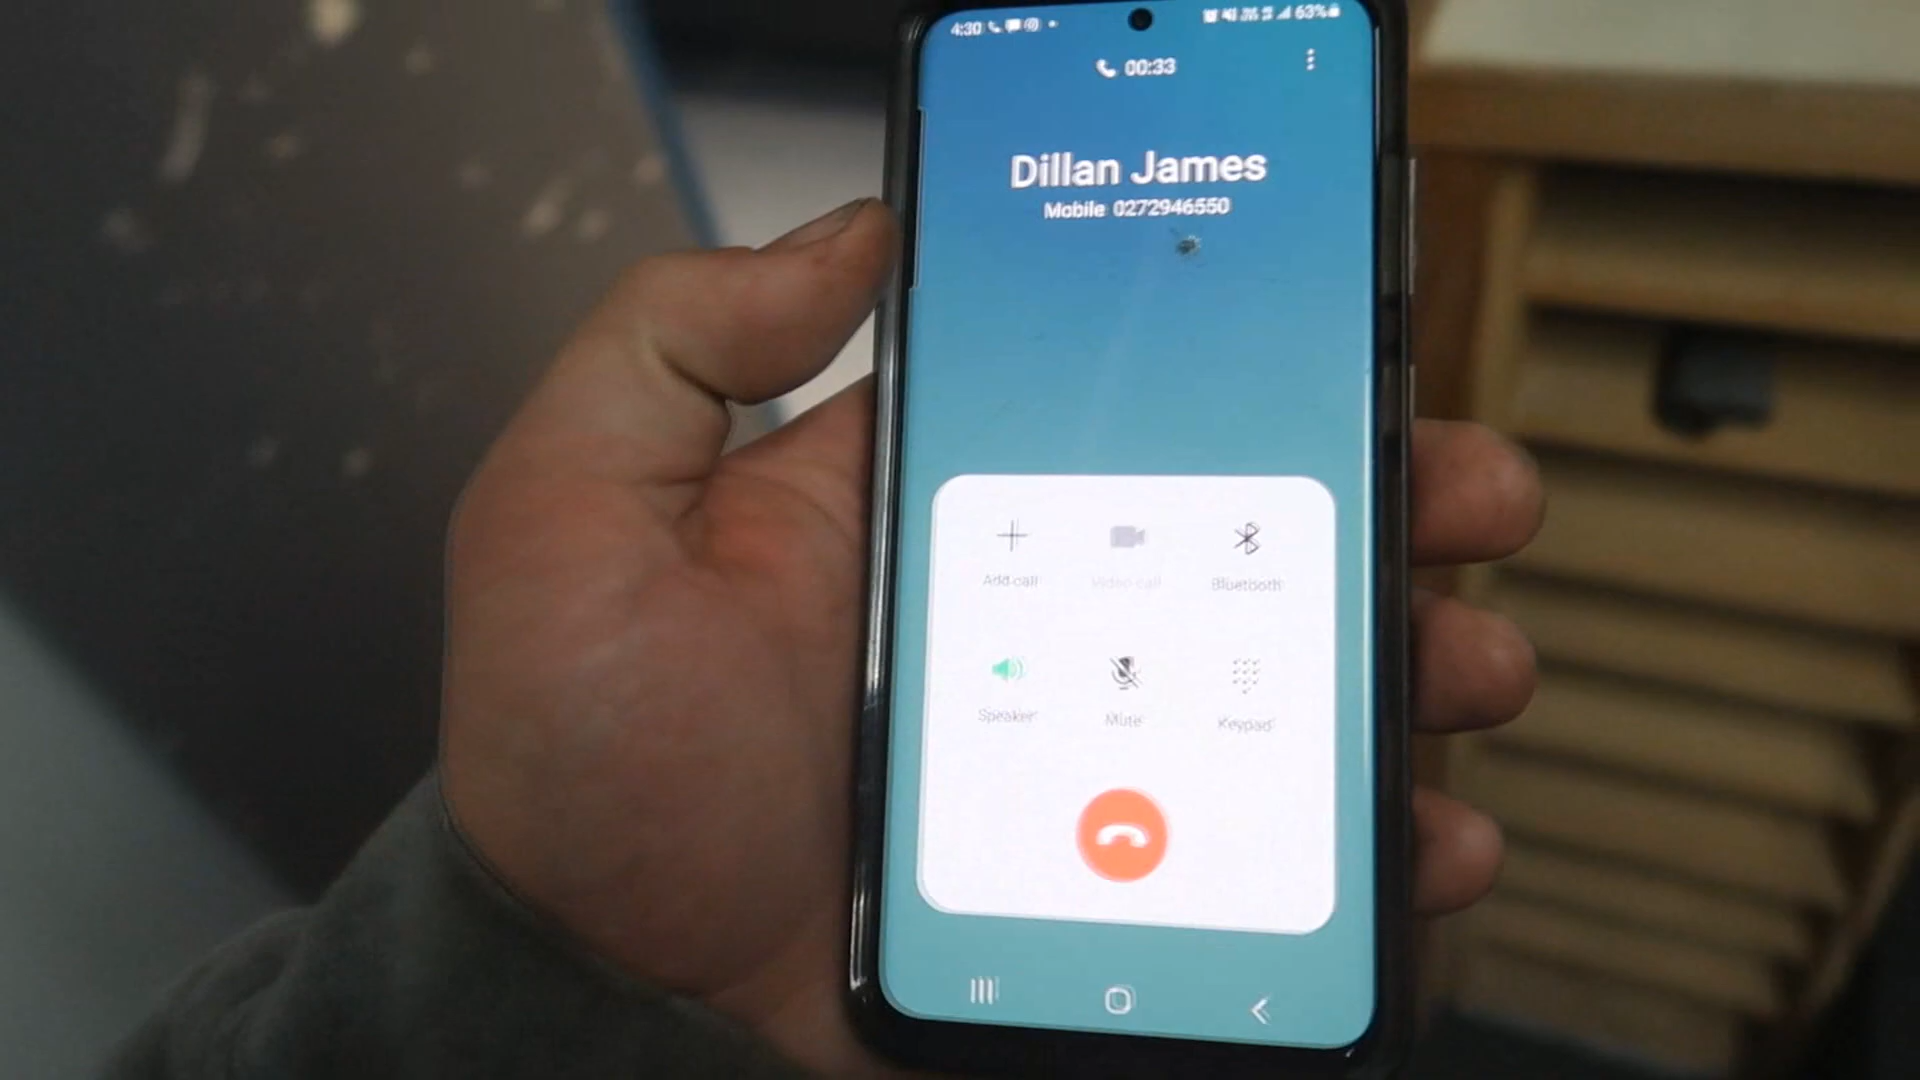 4:30
63%
00:33
Dillan James
Mobile 0272946550
Add call
Video call
Bluetooth
Speaker
Mute
Keypad